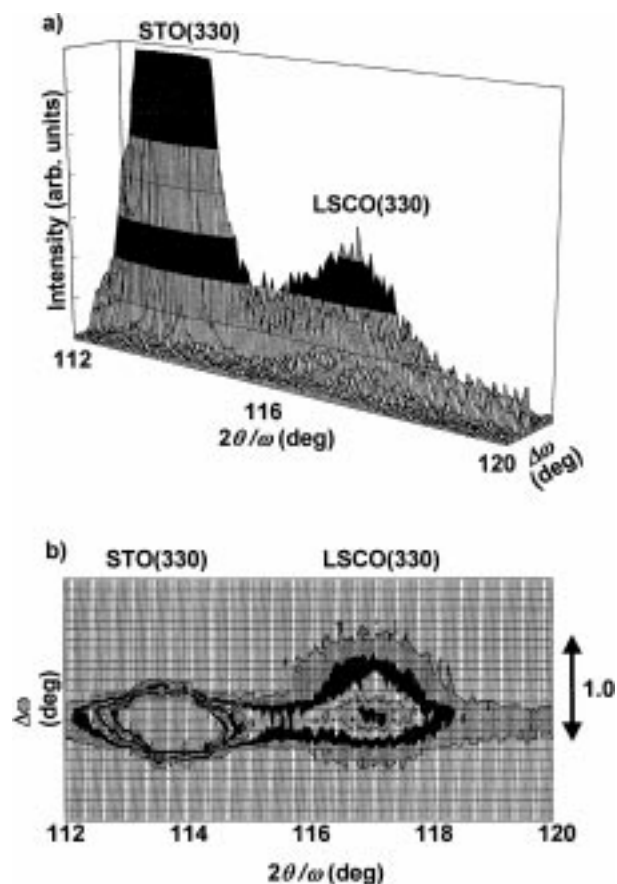 a)
STO(330)
LSCO(330)
Intensity (arb. units)
112
116
120
2θ/ω (deg)
Δω
(deg)
b)
STO(330)
LSCO(330)
Δω
(deg)
1.0
112
114
116
118
120
2θ/ω (deg)